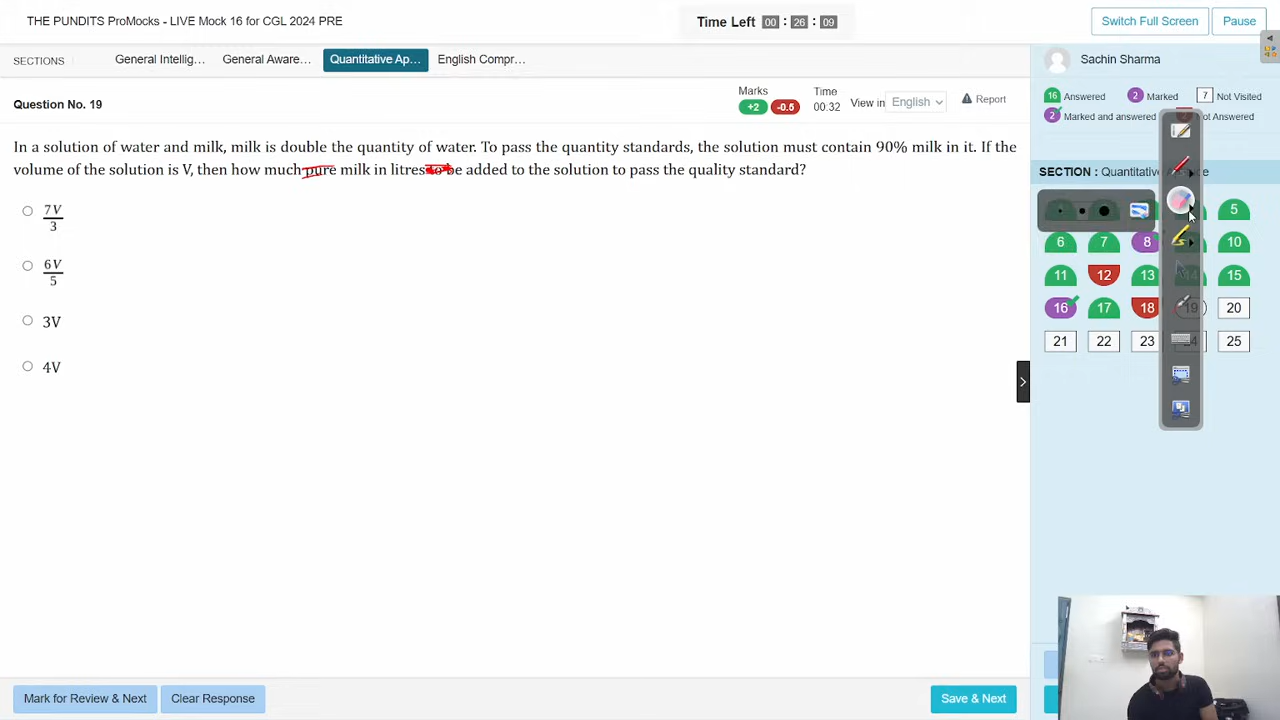 THE PUNDITS ProMocks - LIVE Mock 16 for CGL 2024 PRE
Time Left 00 : 26 : 09
Switch Full Screen
Pause
SECTIONS
General Intellig...
General Aware...
Quantitative Ap...
English Compr...
Sachin Sharma
Question No. 19
Marks
+2 -0.5
Time
00:32
View in English
Report
16 Answered
2 Marked
7 Not Visited
2 Marked and answered
Not Answered
In a solution of water and milk, milk is double the quantity of water. To pass the quantity standards, the solution must contain 90% milk in it. If the
volume of the solution is V, then how much pure milk in litres to be added to the solution to pass the quality standard?
7V
3
6V
5
3V
4V
SECTION : Quantitative
5
6 7 8 10
11 12 13 14 15
16 17 18 19 20
21 22 23 24 25
Mark for Review & Next
Clear Response
Save & Next